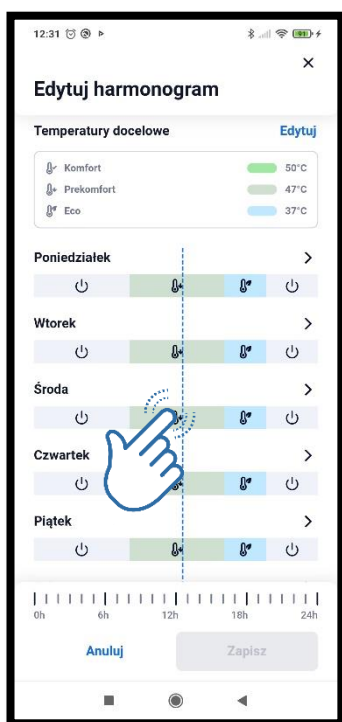 12:31
Edytuj harmonogram
Temperatury docelowe Edytuj
Komfort 50°C
Prekomfort 47°C
Eco 37°C
Poniedziałek
Wtorek
Środa
Czwartek
Piątek
0h 6h 12h 18h 24h
Anuluj Zapisz